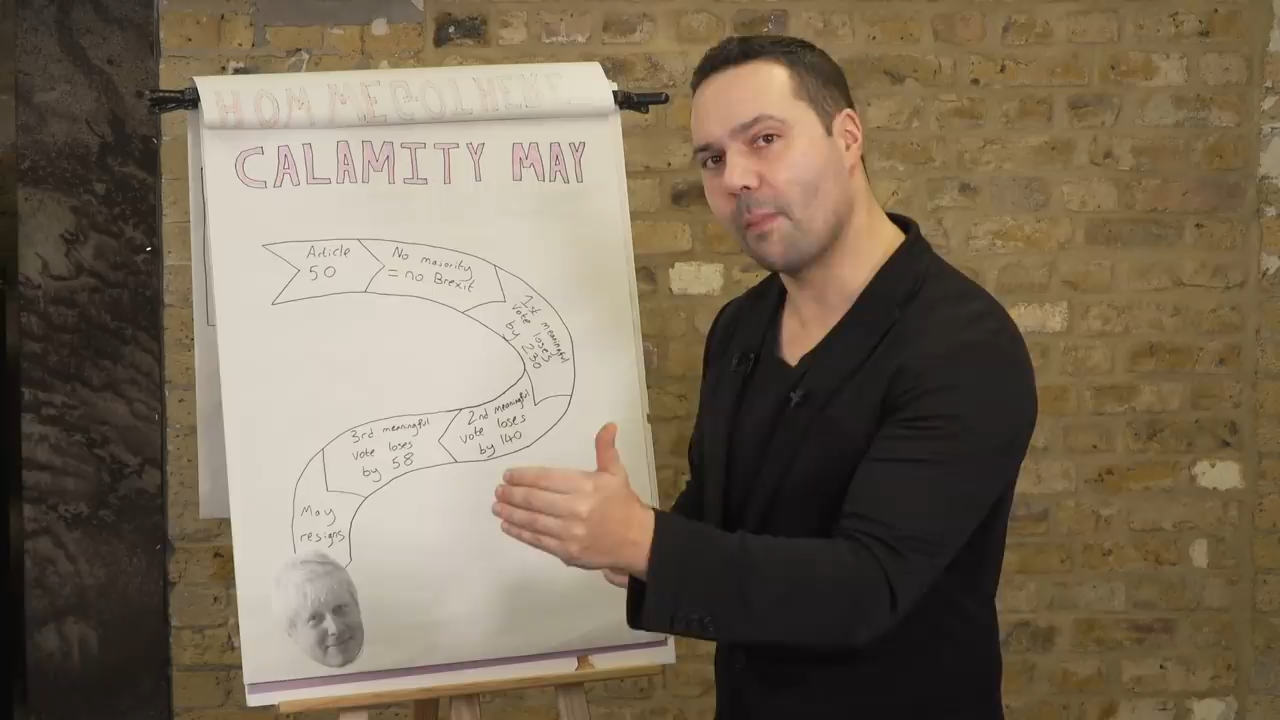 CALAMITY MAY
Article
50
No majority
= no Brexit
1st meaningful
vote loses
by 230
2nd meaningful
vote loses
by 140
3rd meaningful
vote loses
by 58
May
resigns